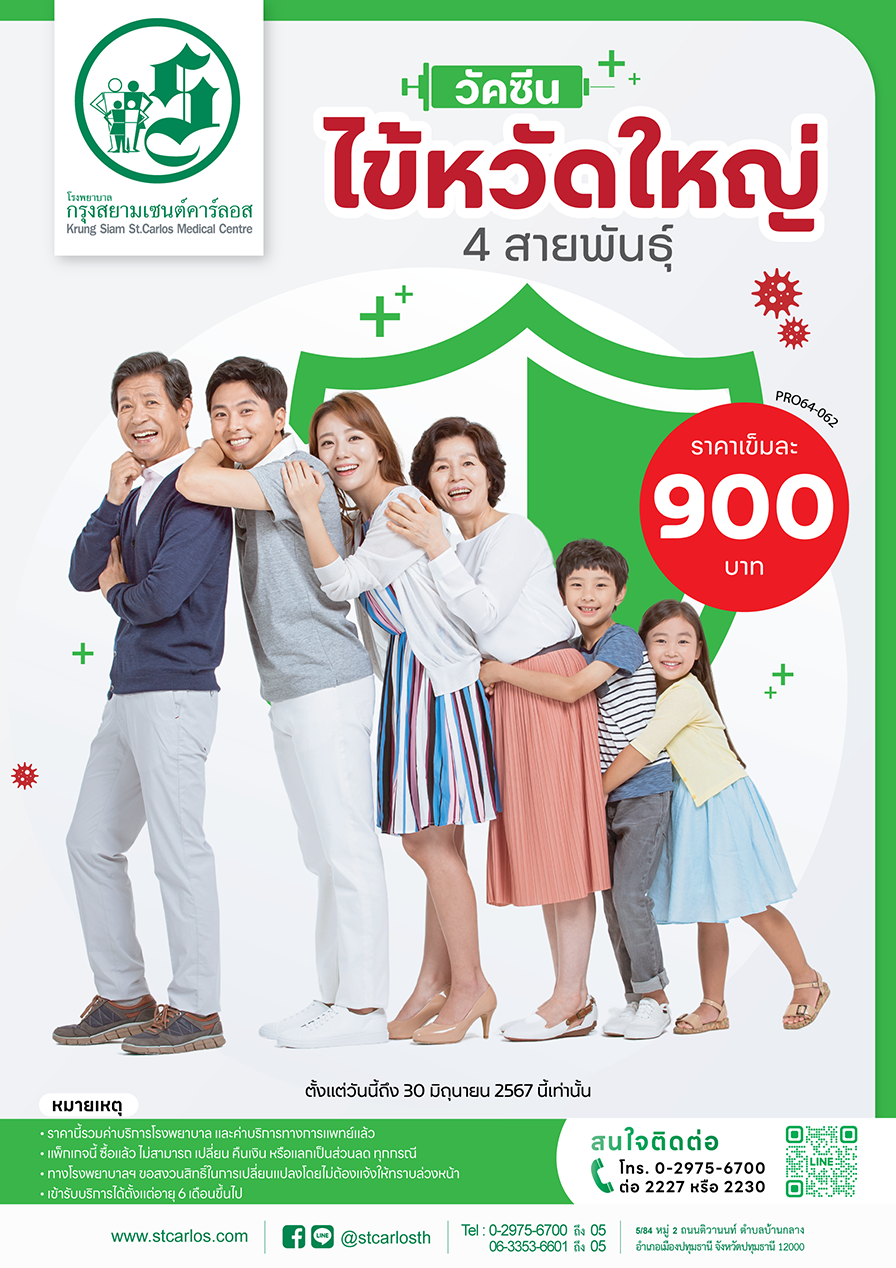 โรงพยาบาล
กรุงสยามเซนต์คาร์ลอส
Krung Siam St.Carlos Medical Centre
วัคซีน
ไข้หวัดใหญ่
4 สายพันธุ์
PRO64-062
ราคาเข็มละ
900
บาท
ตั้งแต่วันนี้ถึง 30 มิถุนายน 2567 นี้เท่านั้น
หมายเหตุ
• ราคานี้รวมค่าบริการโรงพยาบาล และค่าบริการทางการแพทย์แล้ว
• แพ็กเกจนี้ ซื้อแล้ว ไม่สามารถ เปลี่ยน คืนเงิน หรือแลกเป็นส่วนลด ทุกกรณี
• ทางโรงพยาบาลฯ ขอสงวนสิทธิ์ในการเปลี่ยนแปลงโดยไม่ต้องแจ้งให้ทราบล่วงหน้า
• เข้ารับบริการได้ตั้งแต่อายุ 6 เดือนขึ้นไป
สนใจติดต่อ
โทร. 0-2975-6700
ต่อ 2227 หรือ 2230
LINE
www.stcarlos.com
LINE
@stcarlosth
Tel : 0-2975-6700 ถึง 05
06-3353-6601 ถึง 05
5/84 หมู่ 2 ถนนติวานนท์ ตำบลบ้านกลาง
อำเภอเมืองปทุมธานี จังหวัดปทุมธานี 12000